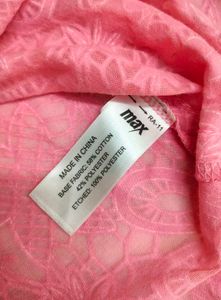 max
RA-11
MADE IN CHINA
BASE FABRIC: 58% COTTON
42% POLYESTER
ETCHED: 100% POLYESTER